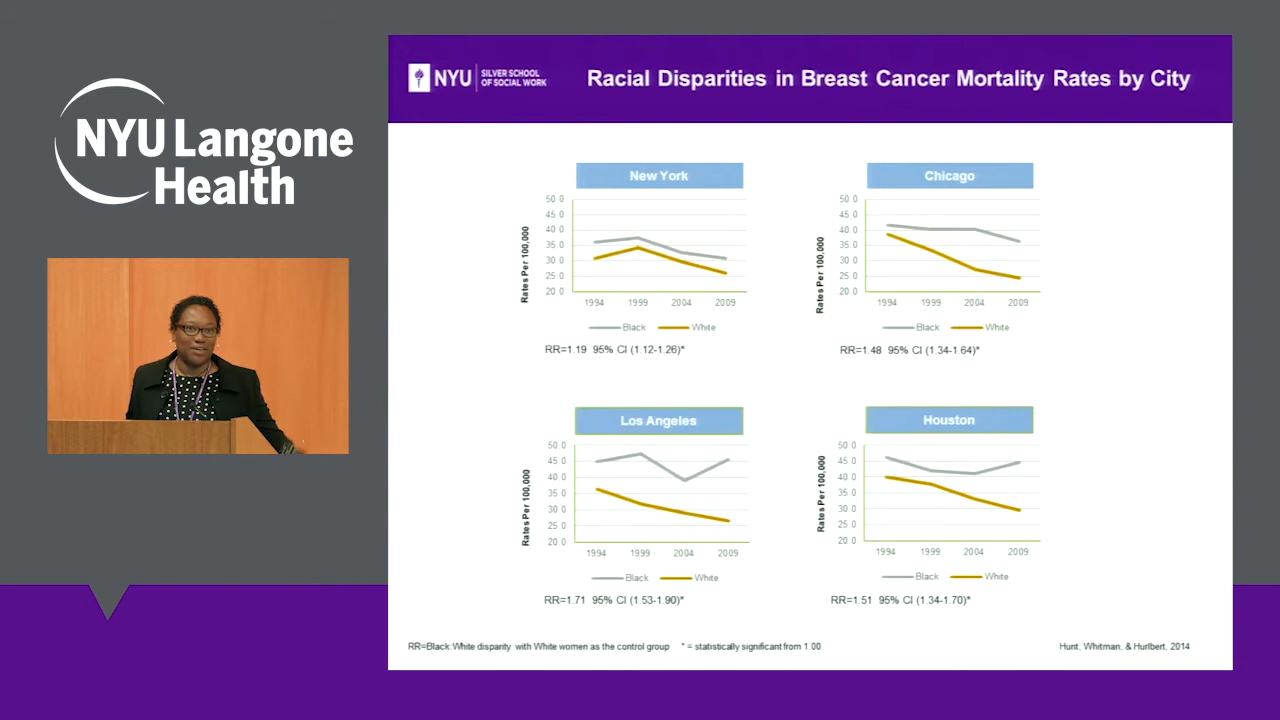 NYU Langone
Health
NYU
SILVER SCHOOL
OF SOCIAL WORK
Racial Disparities in Breast Cancer Mortality Rates by City
New York
Rates Per 100,000
50 0
45 0
40 0
35 0
30 0
25 0
20 0
1994 1999 2004 2009
Black White
RR=1.19 95% CI (1.12-1.26)*
Chicago
Rates Per 100,000
50 0
45 0
40 0
35 0
30 0
25 0
20 0
1994 1999 2004 2009
Black White
RR=1.48 95% CI (1.34-1.64)*
Los Angeles
Rates Per 100,000
50 0
45 0
40 0
35 0
30 0
25 0
20 0
1994 1999 2004 2009
Black White
RR=1.71 95% CI (1.53-1.90)*
Houston
Rates Per 100,000
50 0
45 0
40 0
35 0
30 0
25 0
20 0
1994 1999 2004 2009
Black White
RR=1.51 95% CI (1.34-1.70)*
RR=Black:White disparity with White women as the control group * = statistically significant from 1.00
Hunt, Whitman, & Hurlbert, 2014